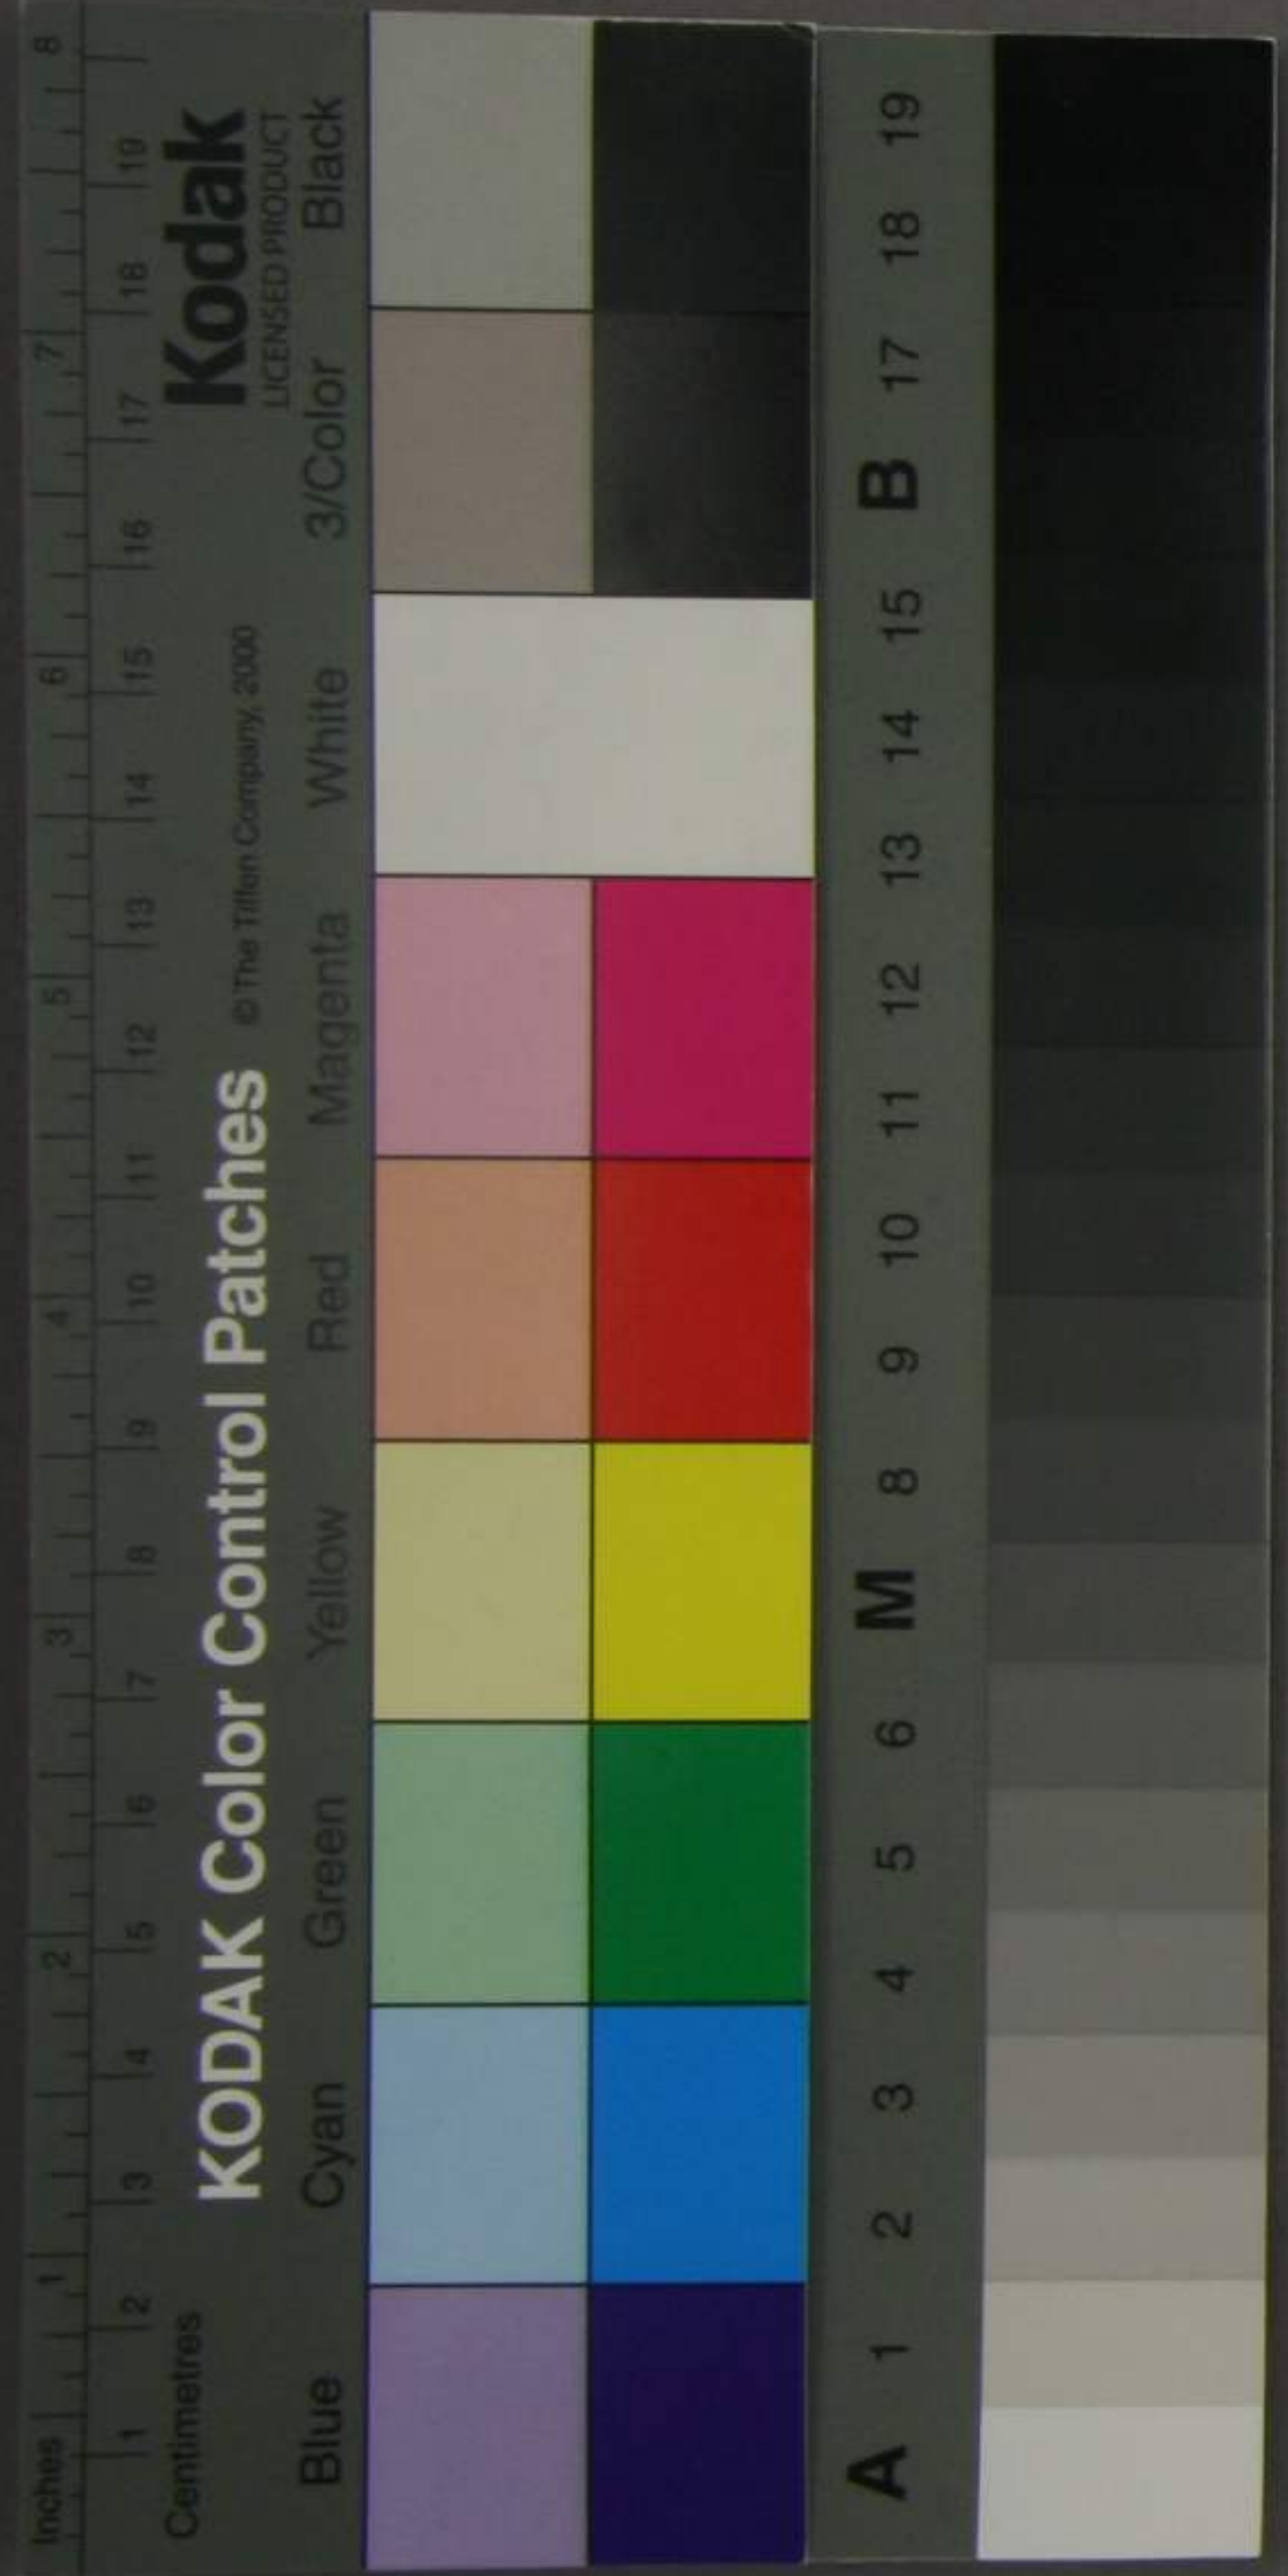 Inches 1 2 3 4 5 6 7 8
Centimetres 1 2 3 4 5 6 7 8 9 10 11 12 13 14 15 16 17 18 19
KODAK Color Control Patches © The Tiffen Company, 2000 Kodak
LICENSED PRODUCT
Blue Cyan Green Yellow Red Magenta White 3/Color Black
A 1 2 3 4 5 6 M 8 9 10 11 12 13 14 15 B 17 18 19